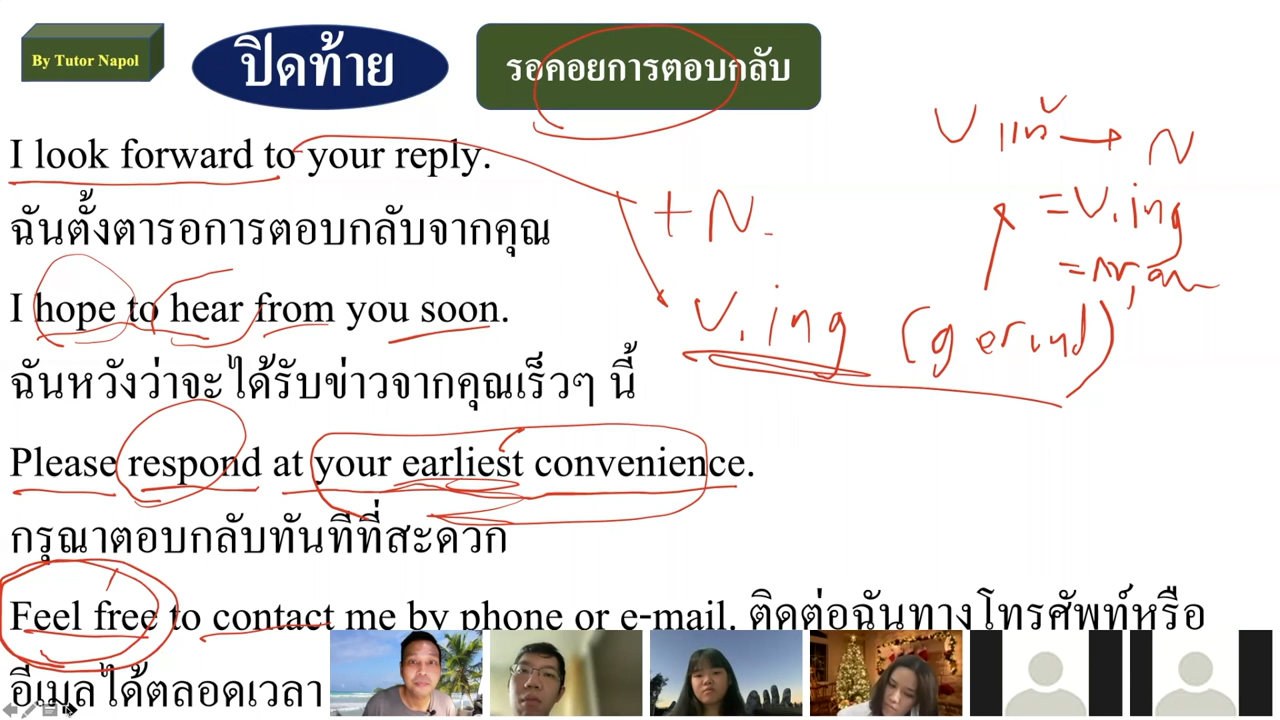 By Tutor Napol
ปิดท้าย
รอคอยการตอบกลับ
I look forward to your reply.
ฉันตั้งตารอการตอบกลับจากคุณ
I hope to hear from you soon.
ฉันหวังว่าจะได้รับข่าวจากคุณเร็วๆ นี้
Please respond at your earliest convenience.
กรุณาตอบกลับทันทีที่สะดวก
Feel free to contact me by phone or e-mail. ติดต่อฉันทางโทรศัพท์หรือ
อีเมลได้ตลอดเวลา
V แท้ → N
+ N.
= V.ing
V.ing (gerund)